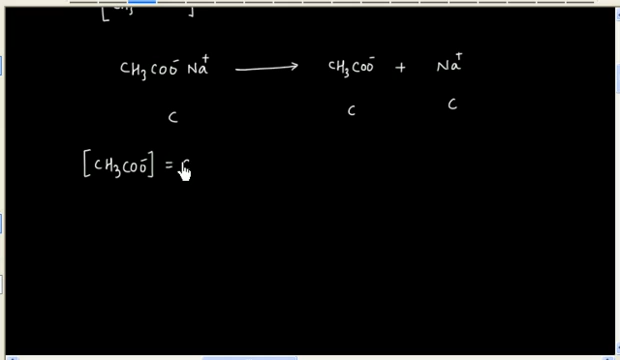 CH₃COO⁻ Na⁺ ⟶ CH₃COO⁻ + Na⁺
C C C
[CH₃COO⁻] =